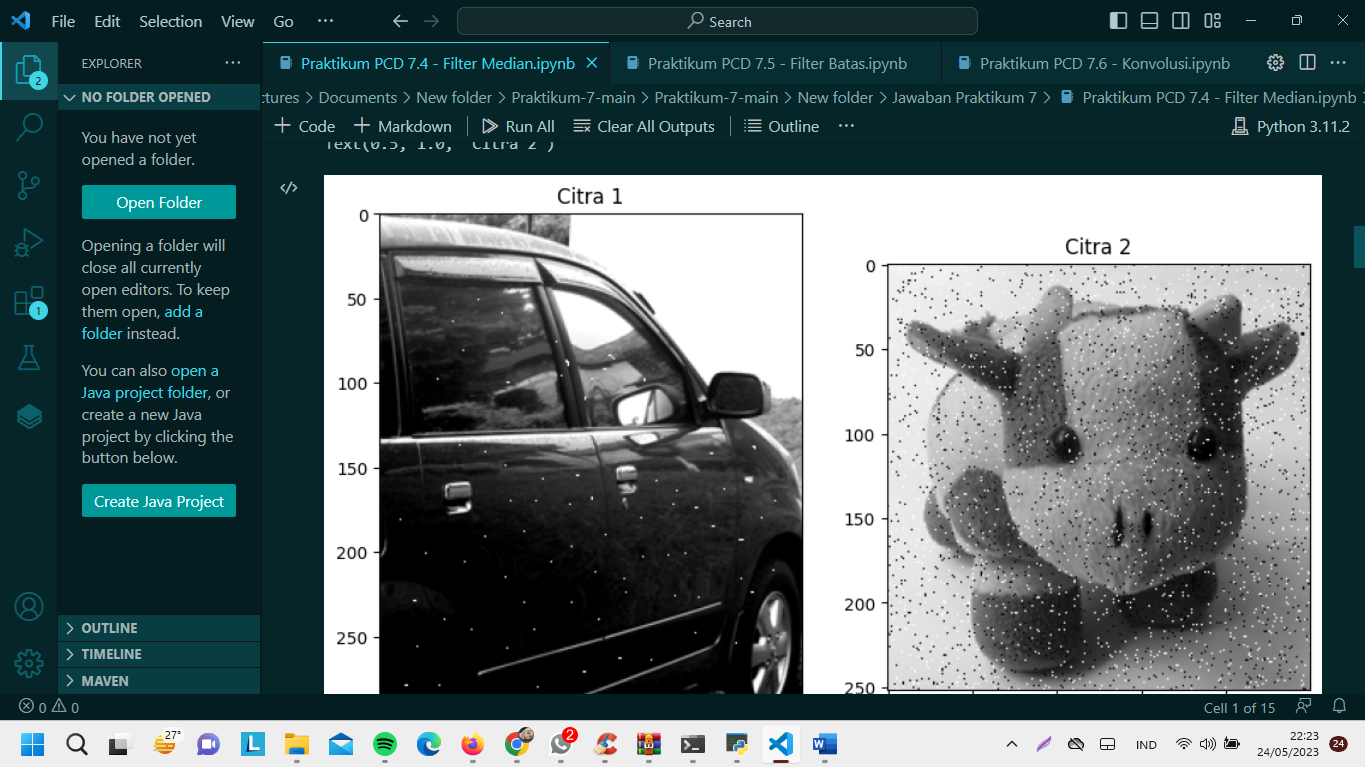 File Edit Selection View Go ··· Search
EXPLORER ···
NO FOLDER OPENED
You have not yet
opened a folder.
Open Folder
Opening a folder will
close all currently
open editors. To keep
them open, add a
folder instead.
You can also open a
Java project folder, or
create a new Java
project by clicking the
button below.
Create Java Project
OUTLINE
TIMELINE
MAVEN
2
1
Praktikum PCD 7.4 - Filter Median.ipynb Praktikum PCD 7.5 - Filter Batas.ipynb Praktikum PCD 7.6 - Konvolusi.ipynb
ctures > Documents > New folder > Praktikum-7-main > Praktikum-7-main > New folder > Jawaban Praktikum 7 > Praktikum PCD 7.4 - Filter Median.ipynb >
+ Code + Markdown Run All Clear All Outputs Outline ··· Python 3.11.2
Text(0.5, 1.0, 'Citra 2')
Citra 1
0
50
100
150
200
250
Citra 2
0
50
100
150
200
250
0 0 Cell 1 of 15
27° L 2 W IND 22:23
24/05/2023 24